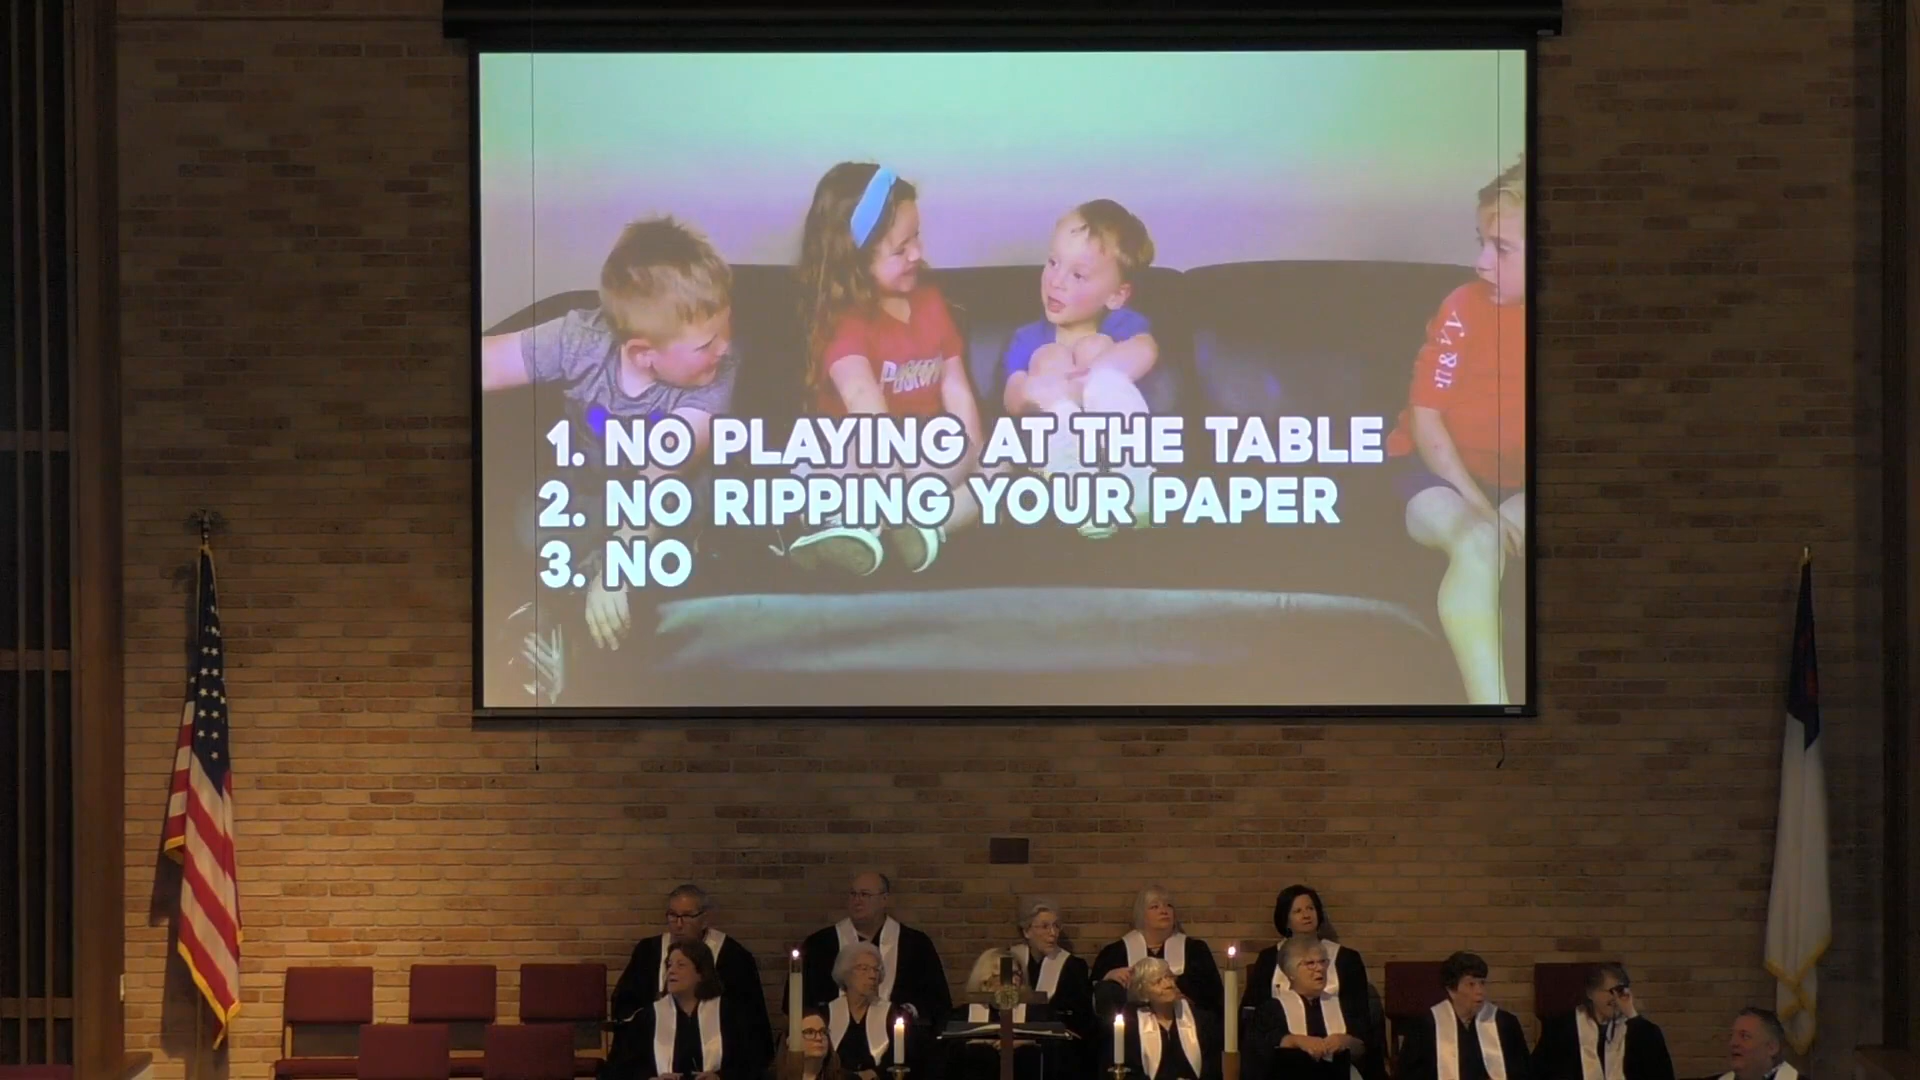 1. NO PLAYING AT THE TABLE
2. NO RIPPING YOUR PAPER
3. NO